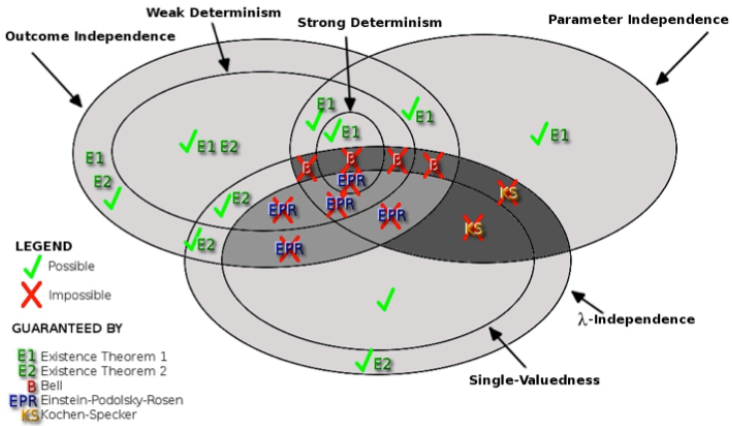 Weak Determinism
Strong Determinism
Parameter Independence
Outcome Independence
E1
E1
E1
E1
E1 E2
E1
E2
B
B
B
B
EPR
KS
E2
EPR
EPR
EPR
KS
E2
EPR
LEGEND
Possible
Impossible
λ-Independence
GUARANTEED BY
E1 Existence Theorem 1
E2 Existence Theorem 2
B Bell
EPR Einstein-Podolsky-Rosen
KS Kochen-Specker
E2
Single-Valuedness